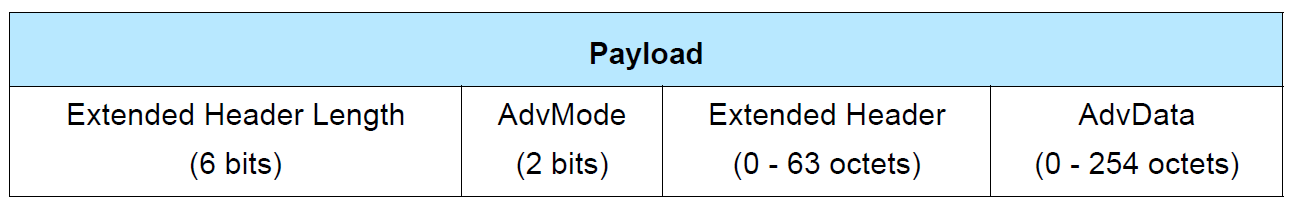 Payload
Extended Header Length AdvMode Extended Header AdvData
(6 bits) (2 bits) (0 - 63 octets) (0 - 254 octets)